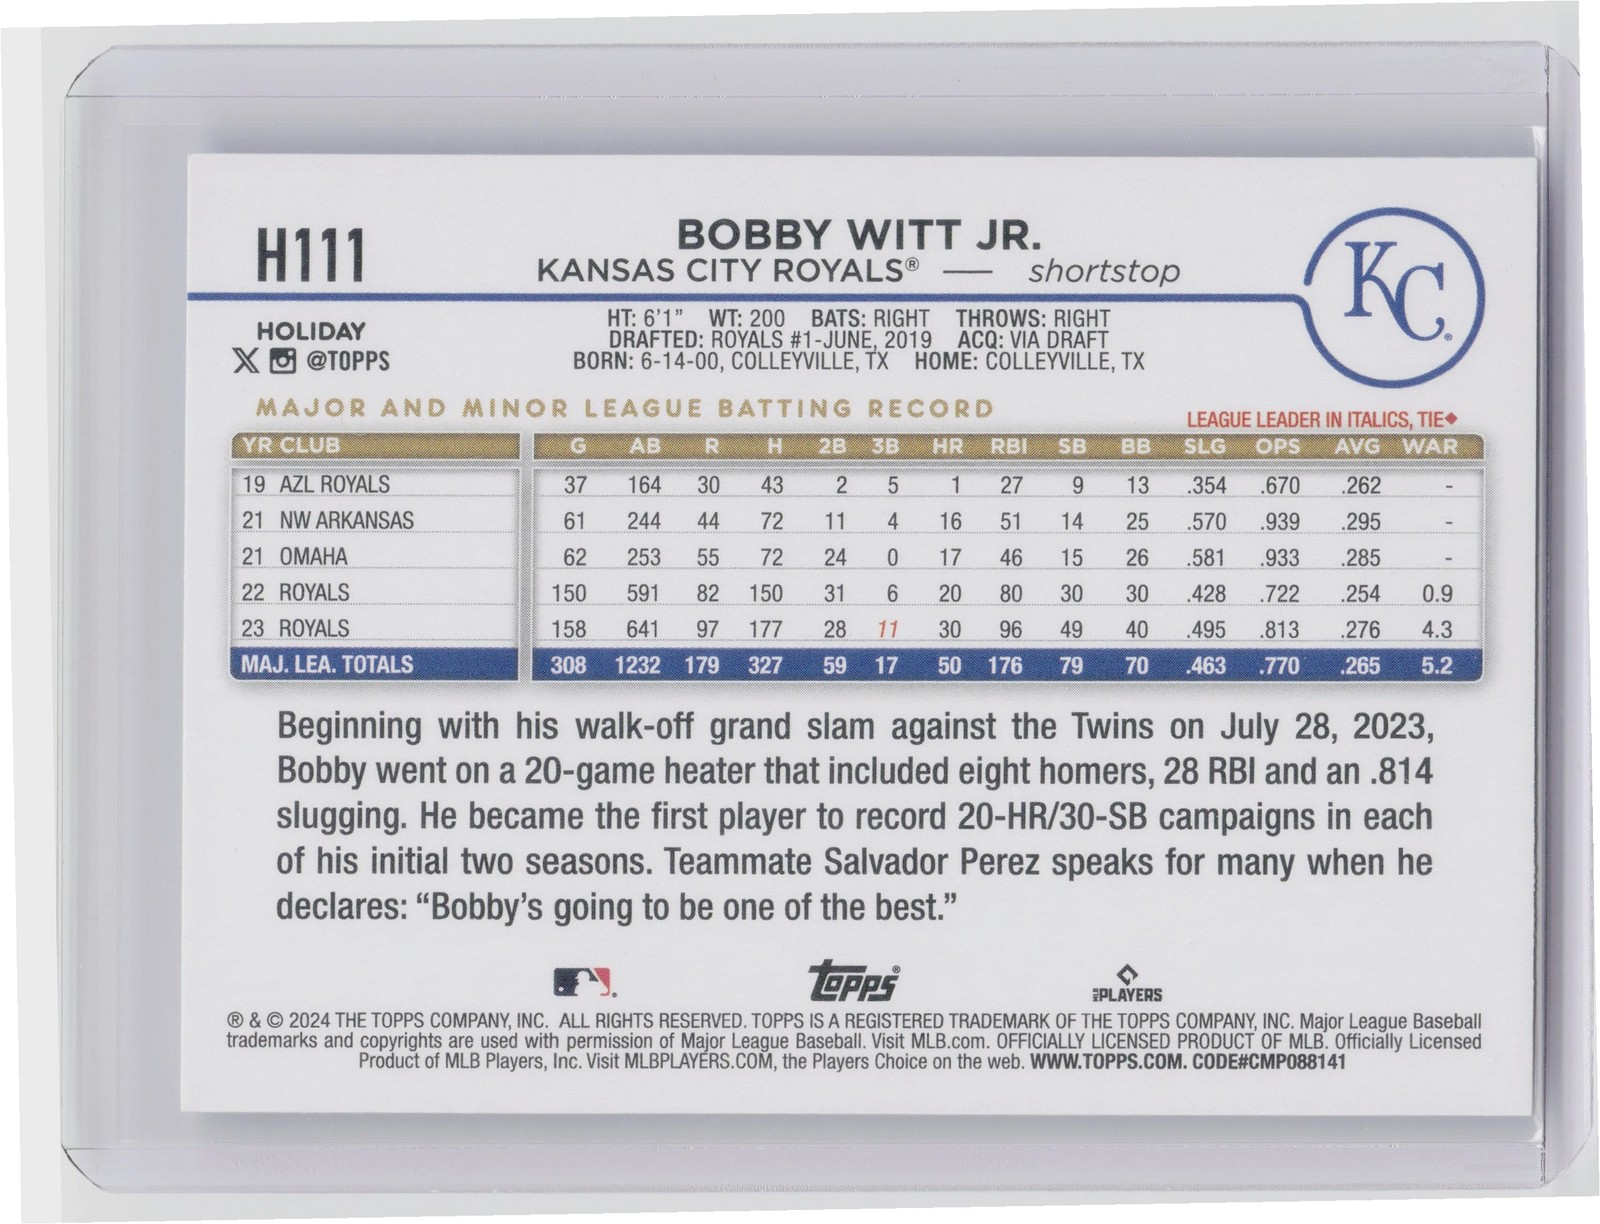 H111
BOBBY WITT JR.
KANSAS CITY ROYALS® — shortstop
KC
HOLIDAY
@TOPPS
HT: 6'1" WT: 200 BATS: RIGHT THROWS: RIGHT
DRAFTED: ROYALS #1-JUNE, 2019 ACQ: VIA DRAFT
BORN: 6-14-00, COLLEYVILLE, TX HOME: COLLEYVILLE, TX
MAJOR AND MINOR LEAGUE BATTING RECORD
LEAGUE LEADER IN ITALICS, TIE◆
YR CLUB G AB R H 2B 3B HR RBI SB BB SLG OPS AVG WAR
19 AZL ROYALS 37 164 30 43 2 5 1 27 9 13 .354 .670 .262 -
21 NW ARKANSAS 61 244 44 72 11 4 16 51 14 25 .570 .939 .295 -
21 OMAHA 62 253 55 72 24 0 17 46 15 26 .581 .933 .285 -
22 ROYALS 150 591 82 150 31 6 20 80 30 30 .428 .722 .254 0.9
23 ROYALS 158 641 97 177 28 11 30 96 49 40 .495 .813 .276 4.3
MAJ. LEA. TOTALS 308 1232 179 327 59 17 50 176 79 70 .463 .770 .265 5.2
Beginning with his walk-off grand slam against the Twins on July 28, 2023,
Bobby went on a 20-game heater that included eight homers, 28 RBI and an .814
slugging. He became the first player to record 20-HR/30-SB campaigns in each
of his initial two seasons. Teammate Salvador Perez speaks for many when he
declares: “Bobby's going to be one of the best.”
Topps® MLB PLAYERS
® & © 2024 THE TOPPS COMPANY, INC. ALL RIGHTS RESERVED. TOPPS IS A REGISTERED TRADEMARK OF THE TOPPS COMPANY, INC. Major League Baseball
trademarks and copyrights are used with permission of Major League Baseball. Visit MLB.com. OFFICIALLY LICENSED PRODUCT OF MLB. Officially Licensed
Product of MLB Players, Inc. Visit MLBPLAYERS.COM, the Players Choice on the web. WWW.TOPPS.COM. CODE#CMP088141